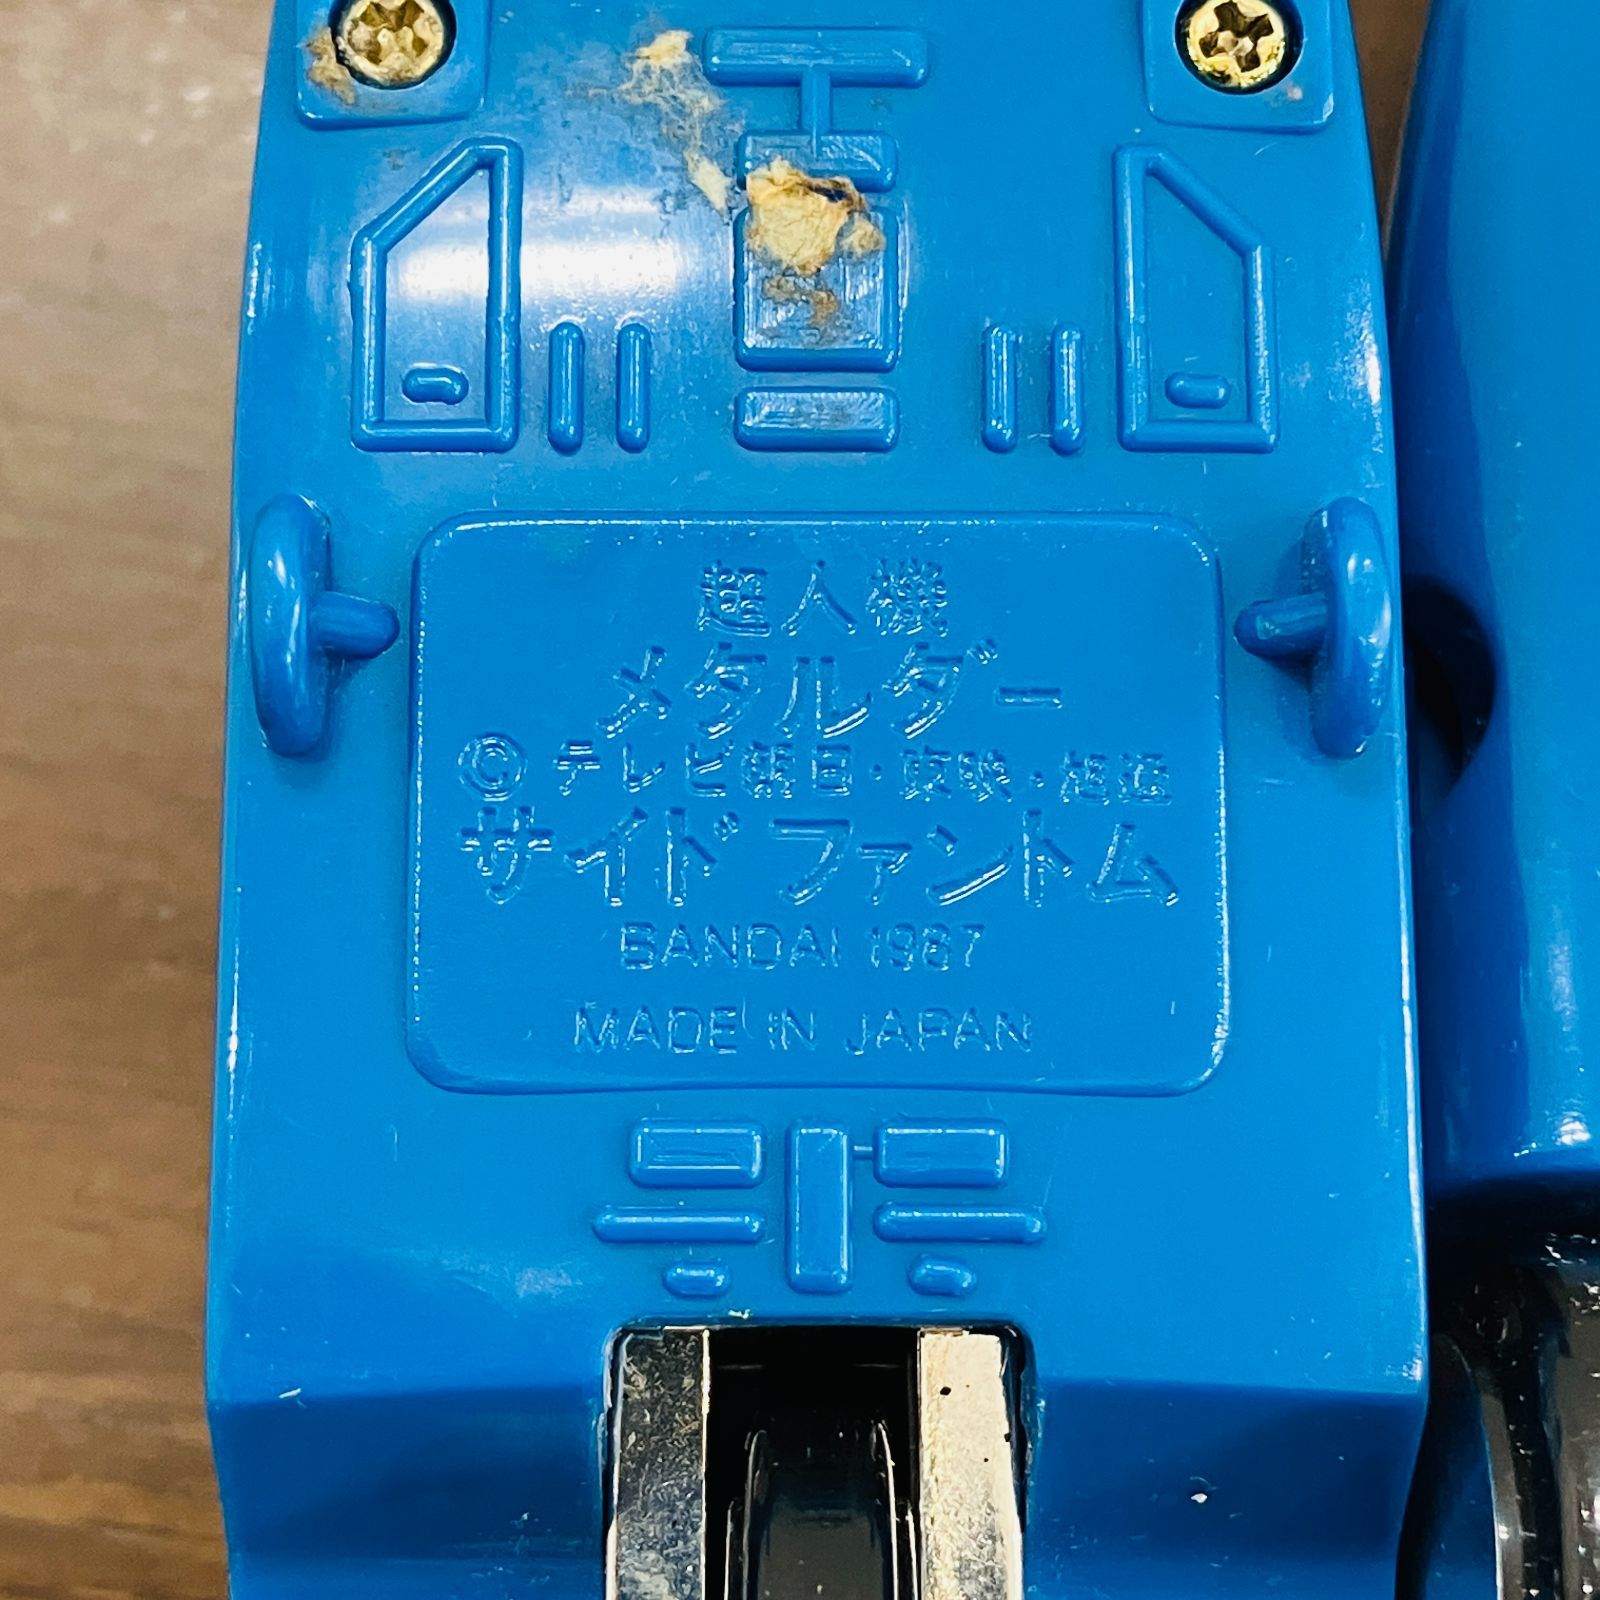 超人機
メタルダー
© テレビ朝日・東映・旭通
サイドファントム
BANDAI 1987
MADE IN JAPAN